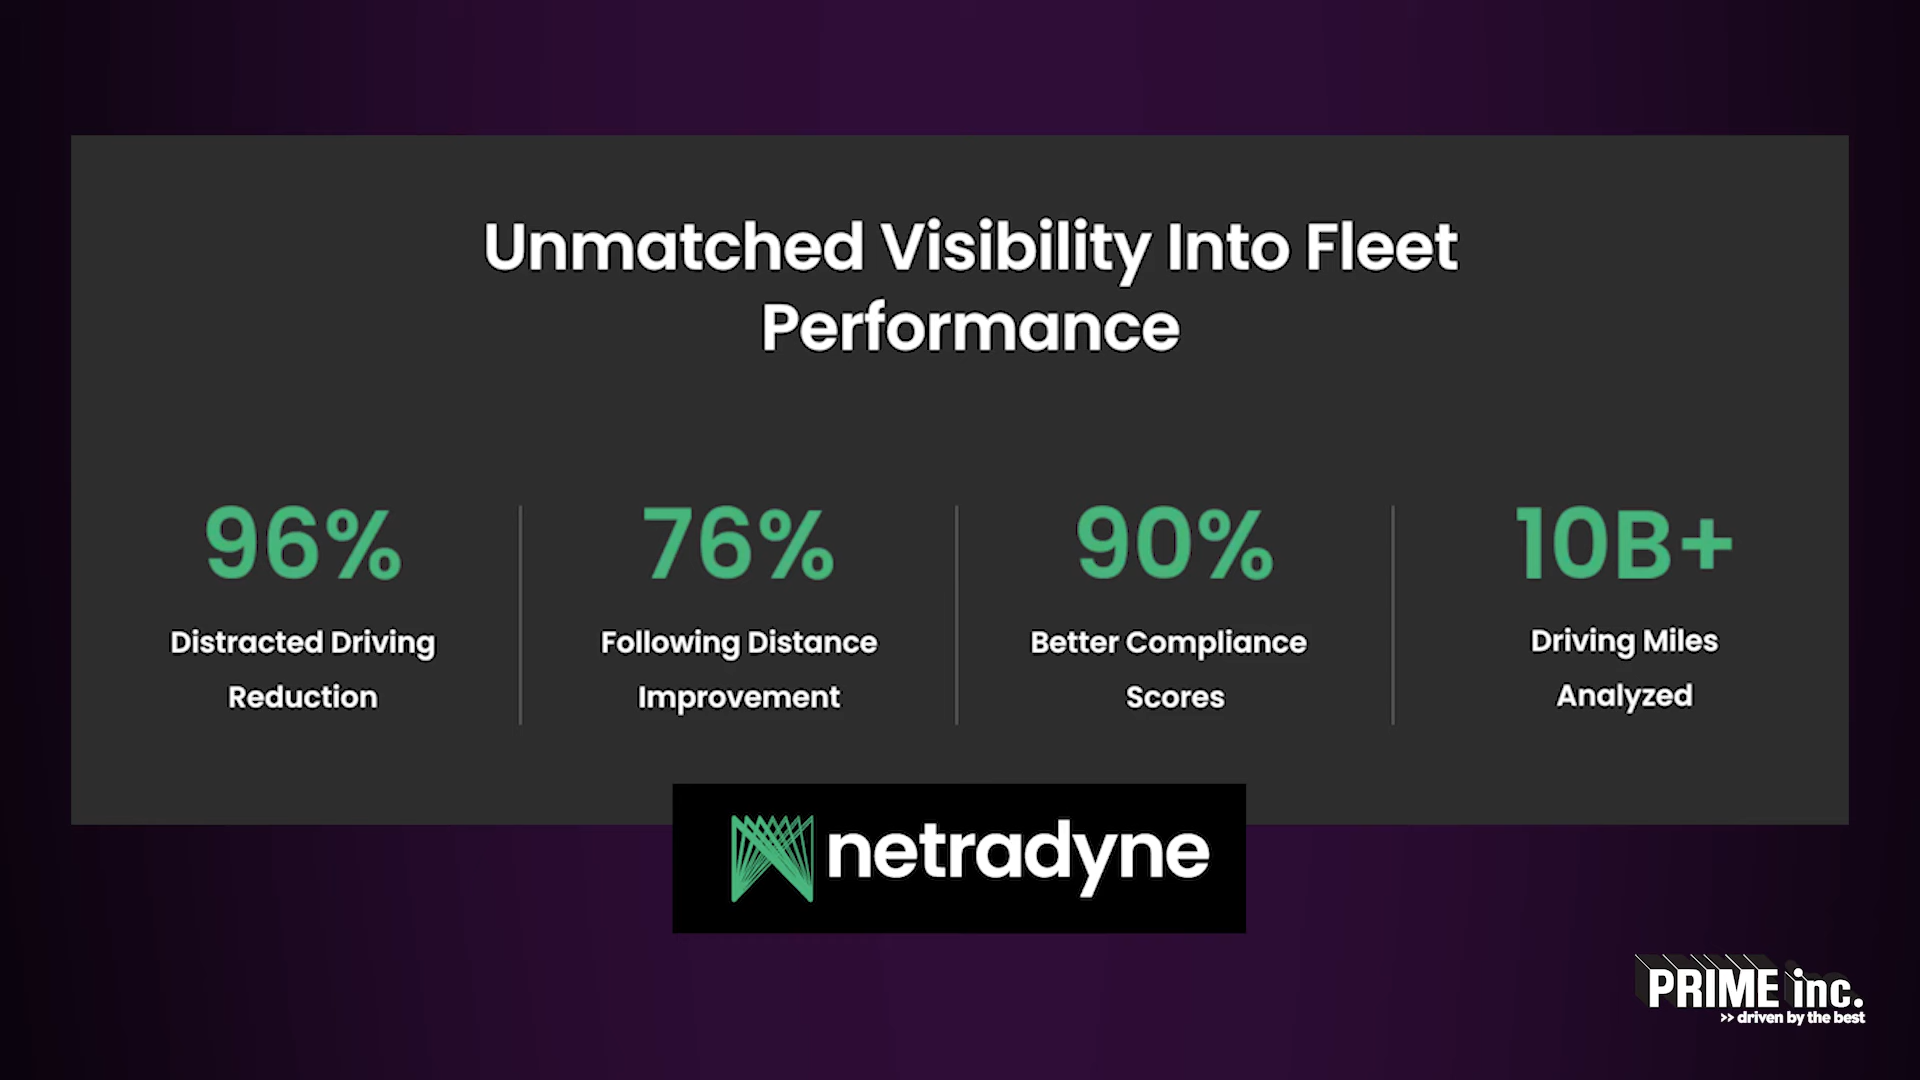 Unmatched Visibility Into Fleet
Performance
96%
Distracted Driving
Reduction
76%
Following Distance
Improvement
90%
Better Compliance
Scores
10B+
Driving Miles
Analyzed
netradyne
PRIME inc.
>> driven by the best